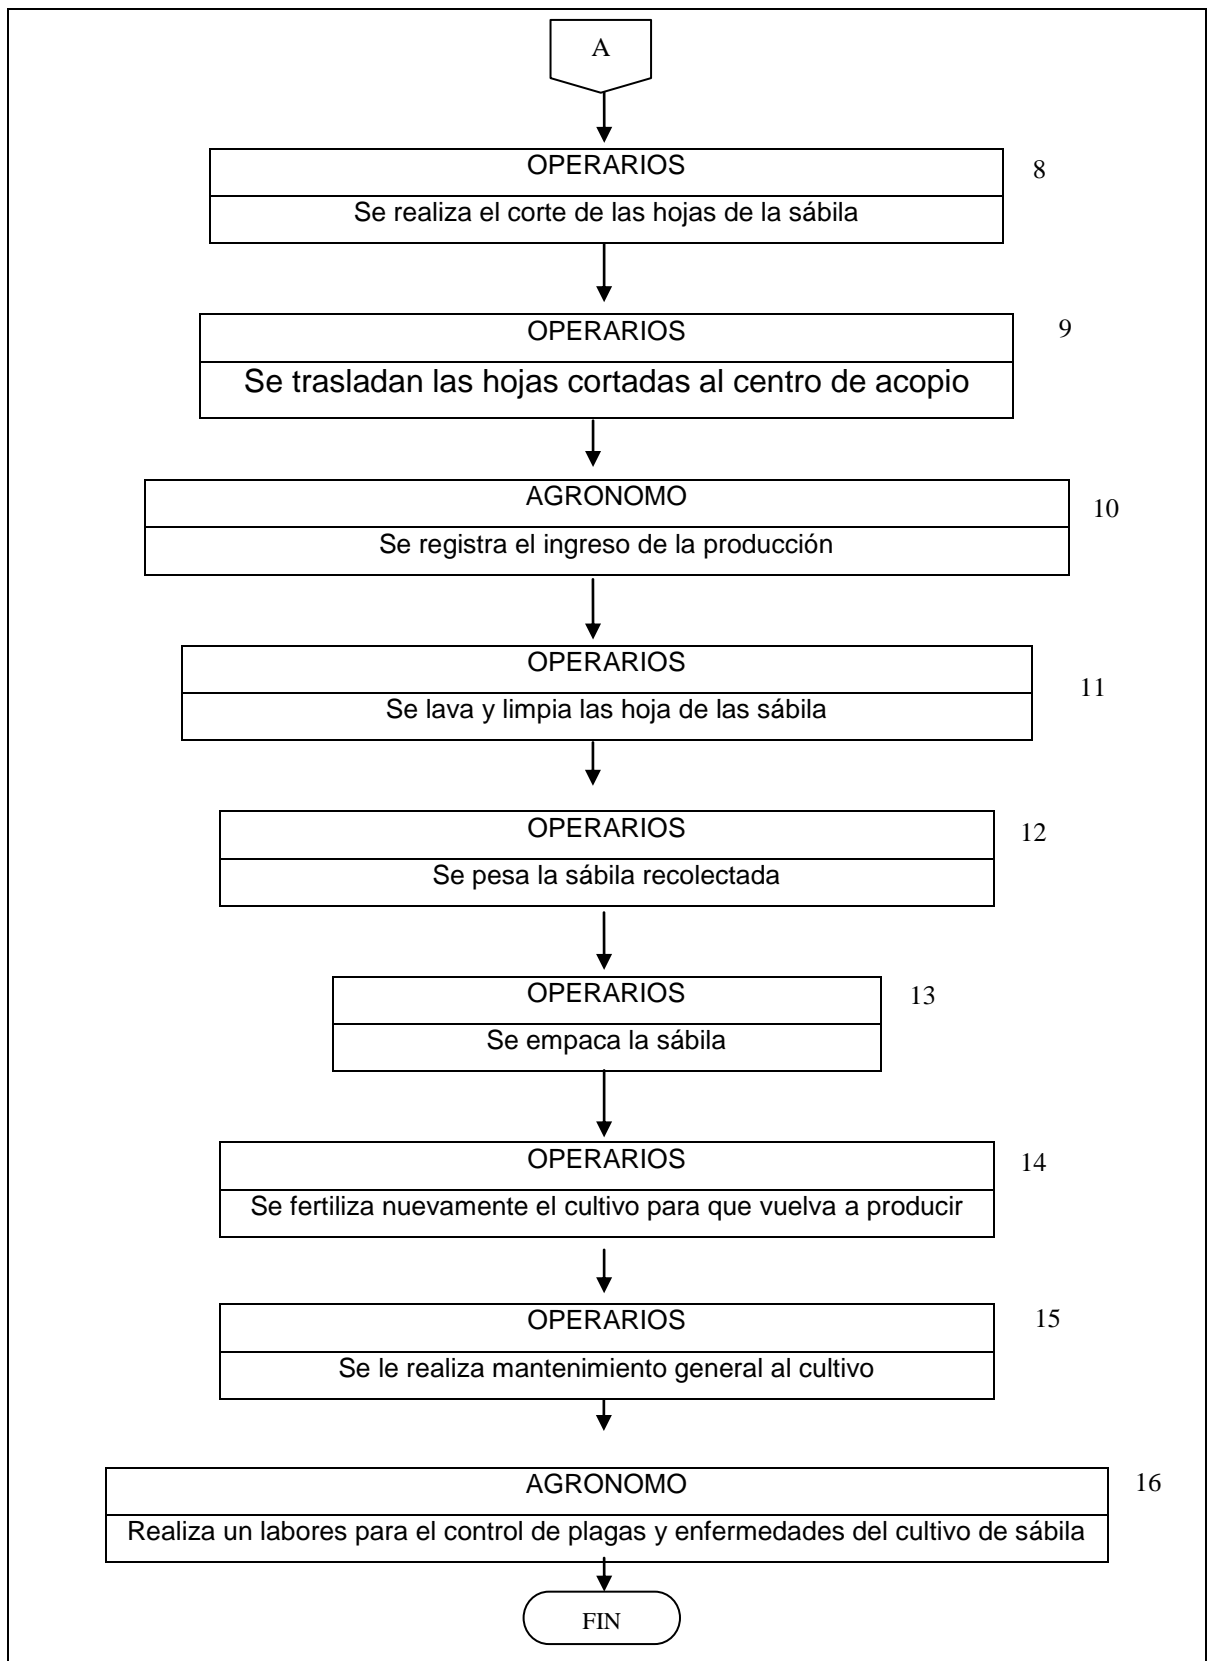 A
OPERARIOS
8
Se realiza el corte de las hojas de la sábila
OPERARIOS
9
Se trasladan las hojas cortadas al centro de acopio
AGRONOMO
10
Se registra el ingreso de la producción
OPERARIOS
11
Se lava y limpia las hoja de las sábila
OPERARIOS
12
Se pesa la sábila recolectada
OPERARIOS
13
Se empaca la sábila
OPERARIOS
14
Se fertiliza nuevamente el cultivo para que vuelva a producir
OPERARIOS
15
Se le realiza mantenimiento general al cultivo
AGRONOMO
16
Realiza un labores para el control de plagas y enfermedades del cultivo de sábila
FIN